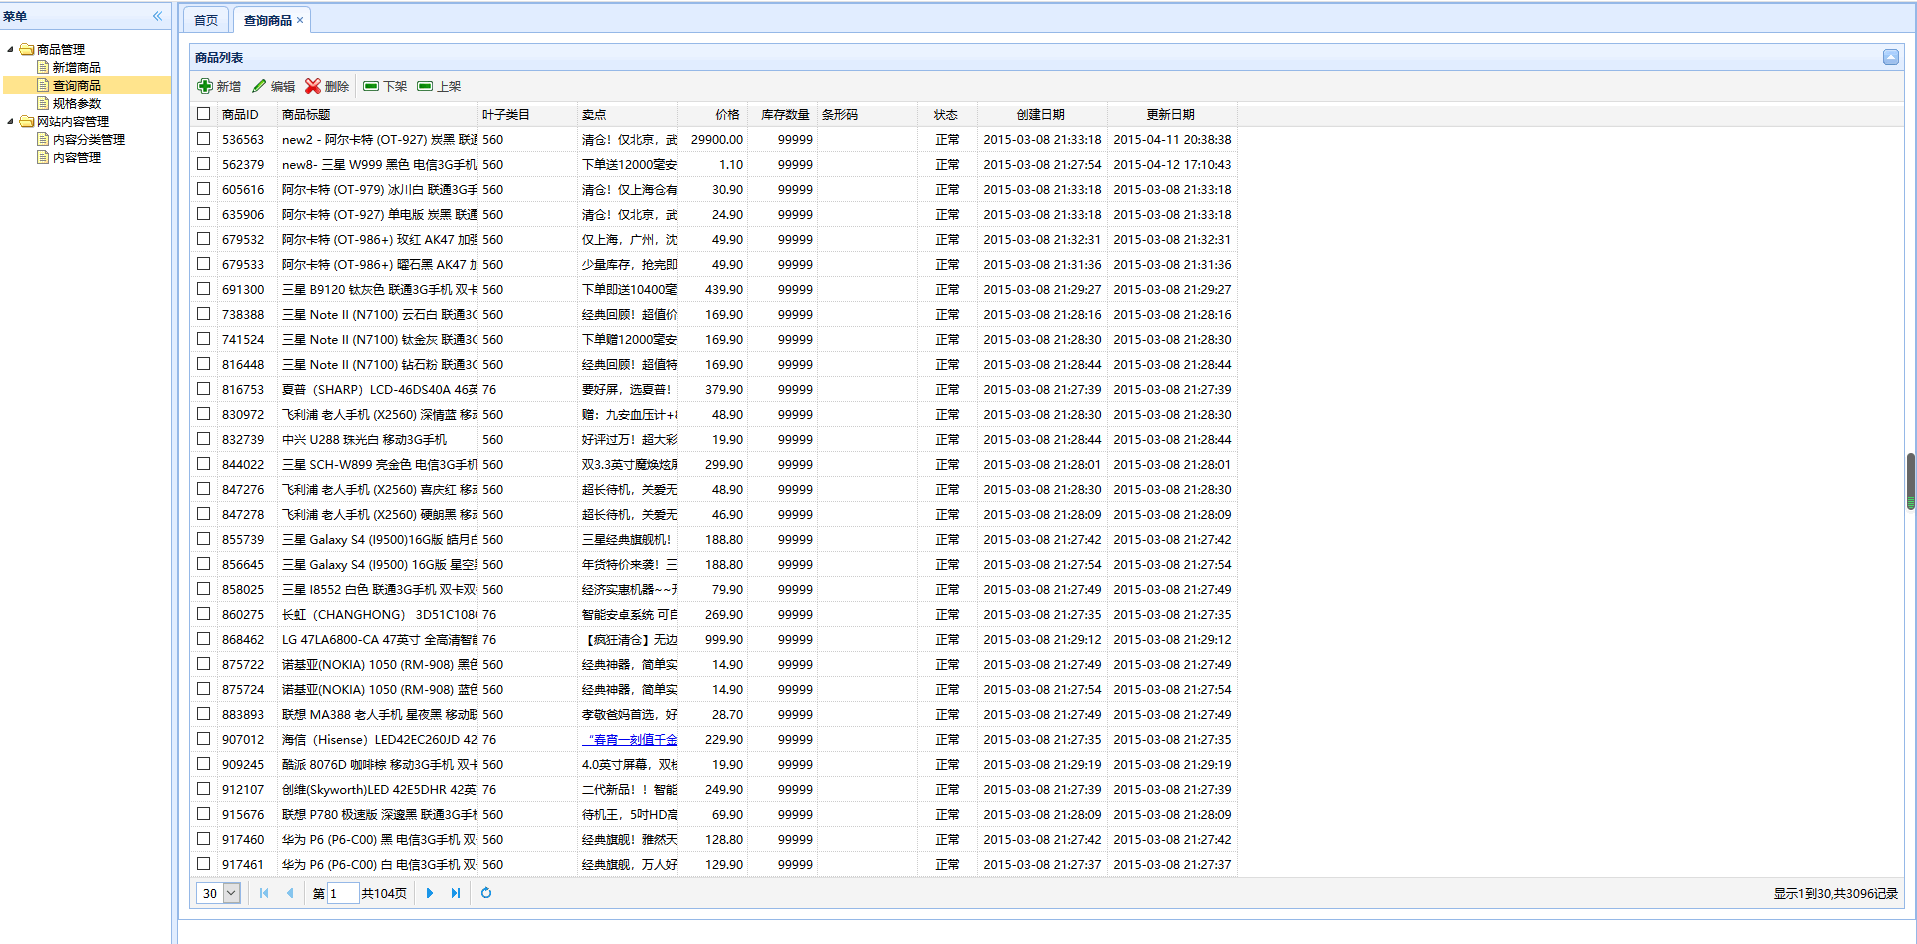 菜单
商品管理
新增商品
查询商品
规格参数
网站内容管理
内容分类管理
内容管理
首页 查询商品
商品列表
新增 编辑 删除 下架 上架
商品ID 商品标题 叶子类目 卖点 价格 库存数量 条形码 状态 创建日期 更新日期
536563 new2 - 阿尔卡特 (OT-927) 炭黑 联通 560 清仓！仅北京，武 29900.00 99999 正常 2015-03-08 21:33:18 2015-04-11 20:38:38
562379 new8- 三星 W999 黑色 电信3G手机 560 下单送12000毫安 1.10 99999 正常 2015-03-08 21:27:54 2015-04-12 17:10:43
605616 阿尔卡特 (OT-979) 冰川白 联通3G手 560 清仓！仅上海仓有 30.90 99999 正常 2015-03-08 21:33:18 2015-03-08 21:33:18
635906 阿尔卡特 (OT-927) 单电版 炭黑 联通 560 清仓！仅北京，武 24.90 99999 正常 2015-03-08 21:33:18 2015-03-08 21:33:18
679532 阿尔卡特 (OT-986+) 玫红 AK47 加强 560 仅上海，广州，沈 49.90 99999 正常 2015-03-08 21:32:31 2015-03-08 21:32:31
679533 阿尔卡特 (OT-986+) 曜石黑 AK47 加 560 少量库存，抢完即 49.90 99999 正常 2015-03-08 21:31:36 2015-03-08 21:31:36
691300 三星 B9120 钛灰色 联通3G手机 双卡 560 下单即送10400毫 439.90 99999 正常 2015-03-08 21:29:27 2015-03-08 21:29:27
738388 三星 Note II (N7100) 云石白 联通3G 560 经典回顾！超值价 169.90 99999 正常 2015-03-08 21:28:16 2015-03-08 21:28:16
741524 三星 Note II (N7100) 钛金灰 联通3G 560 下单赠12000毫安 169.90 99999 正常 2015-03-08 21:28:30 2015-03-08 21:28:30
816448 三星 Note II (N7100) 钻石粉 联通3G 560 经典回顾！超值特 169.90 99999 正常 2015-03-08 21:28:44 2015-03-08 21:28:44
816753 夏普（SHARP）LCD-46DS40A 46英 76 要好屏，选夏普！ 379.90 99999 正常 2015-03-08 21:27:39 2015-03-08 21:27:39
830972 飞利浦 老人手机 (X2560) 深情蓝 移动 560 赠：九安血压计+8 48.90 99999 正常 2015-03-08 21:28:30 2015-03-08 21:28:30
832739 中兴 U288 珠光白 移动3G手机 560 好评过万！超大彩 19.90 99999 正常 2015-03-08 21:28:44 2015-03-08 21:28:44
844022 三星 SCH-W899 亮金色 电信3G手机 560 双3.3英寸魔焕炫屏 299.90 99999 正常 2015-03-08 21:28:01 2015-03-08 21:28:01
847276 飞利浦 老人手机 (X2560) 喜庆红 移动 560 超长待机，关爱无 48.90 99999 正常 2015-03-08 21:28:30 2015-03-08 21:28:30
847278 飞利浦 老人手机 (X2560) 硬朗黑 移动 560 超长待机，关爱无 46.90 99999 正常 2015-03-08 21:28:09 2015-03-08 21:28:09
855739 三星 Galaxy S4 (I9500)16G版 皓月白 560 三星经典旗舰机！ 188.80 99999 正常 2015-03-08 21:27:42 2015-03-08 21:27:42
856645 三星 Galaxy S4 (I9500) 16G版 星空黑 560 年货特价来袭！三 188.80 99999 正常 2015-03-08 21:27:54 2015-03-08 21:27:54
858025 三星 I8552 白色 联通3G手机 双卡双 560 经济实惠机器~~ 79.90 99999 正常 2015-03-08 21:27:49 2015-03-08 21:27:49
860275 长虹（CHANGHONG） 3D51C108 76 智能安卓系统 可自 269.90 99999 正常 2015-03-08 21:27:35 2015-03-08 21:27:35
868462 LG 47LA6800-CA 47英寸 全高清智能 76 【疯狂清仓】无边 999.90 99999 正常 2015-03-08 21:29:12 2015-03-08 21:29:12
875722 诺基亚(NOKIA) 1050 (RM-908) 黑色 560 经典神器，简单实 14.90 99999 正常 2015-03-08 21:27:49 2015-03-08 21:27:49
875724 诺基亚(NOKIA) 1050 (RM-908) 蓝色 560 经典神器，简单实 14.90 99999 正常 2015-03-08 21:27:54 2015-03-08 21:27:54
883893 联想 MA388 老人手机 星夜黑 移动联 560 孝敬爸妈首选，好 28.70 99999 正常 2015-03-08 21:27:49 2015-03-08 21:27:49
907012 海信（Hisense）LED42EC260JD 42 76 “春宵一刻值千金 229.90 99999 正常 2015-03-08 21:27:35 2015-03-08 21:27:35
909245 酷派 8076D 咖啡棕 移动3G手机 双卡 560 4.0英寸屏幕，双核 19.90 99999 正常 2015-03-08 21:29:19 2015-03-08 21:29:19
912107 创维(Skyworth)LED 42E5DHR 42英 76 二代新品！！智能 249.90 99999 正常 2015-03-08 21:27:39 2015-03-08 21:27:39
915676 联想 P780 极速版 深邃黑 联通3G手机 560 待机王，5吋HD高 69.90 99999 正常 2015-03-08 21:28:09 2015-03-08 21:28:09
917460 华为 P6 (P6-C00) 黑 电信3G手机 双 560 经典旗舰！雅然天 128.80 99999 正常 2015-03-08 21:27:42 2015-03-08 21:27:42
917461 华为 P6 (P6-C00) 白 电信3G手机 双 560 经典旗舰，万人好 129.90 99999 正常 2015-03-08 21:27:37 2015-03-08 21:27:37
30 第 1 共104页 显示1到30,共3096记录